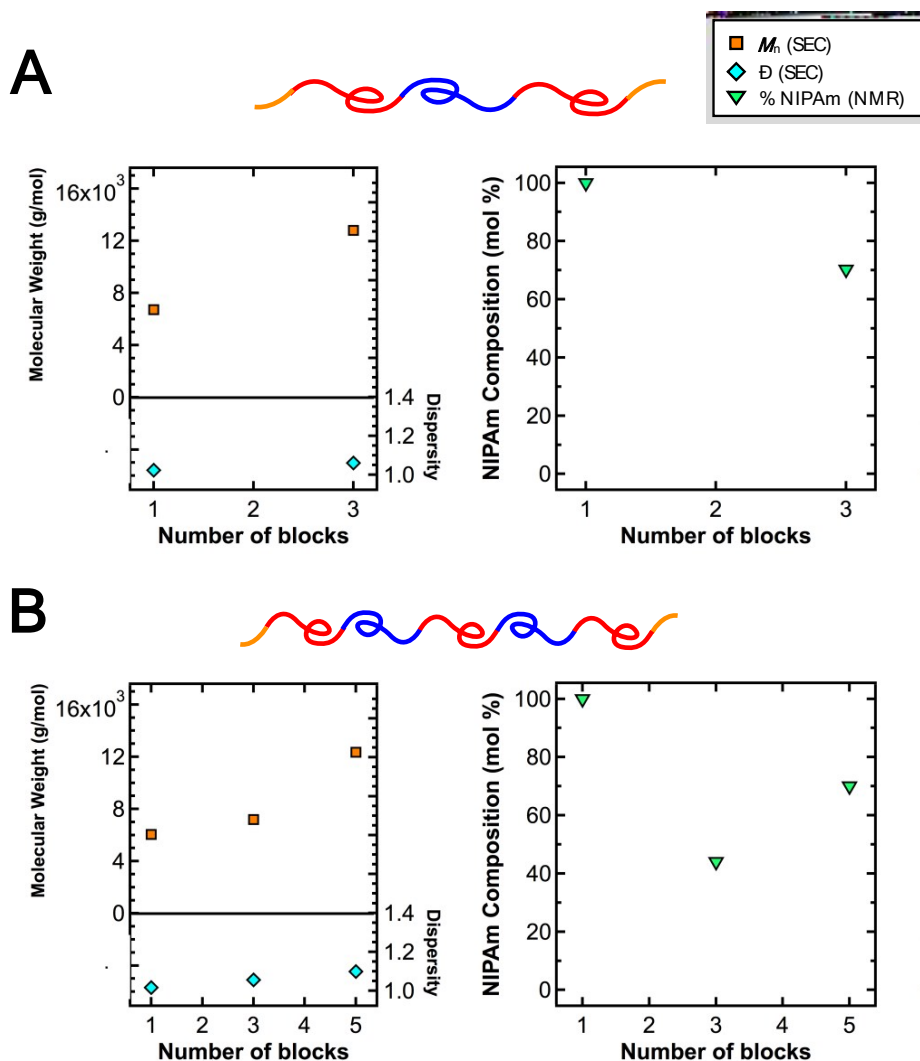 A
Mn (SEC)
Đ (SEC)
% NIPAm (NMR)
Molecular Weight (g/mol)
16x10³
12
8
4
0
1.4
1.2
1.0
Dispersity
1 2 3
Number of blocks
NIPAm Composition (mol %)
100
80
60
40
20
0
1 2 3
Number of blocks
B
Molecular Weight (g/mol)
16x10³
12
8
4
0
1.4
1.2
1.0
Dispersity
1 2 3 4 5
Number of blocks
NIPAm Composition (mol %)
100
80
60
40
20
0
1 2 3 4 5
Number of blocks